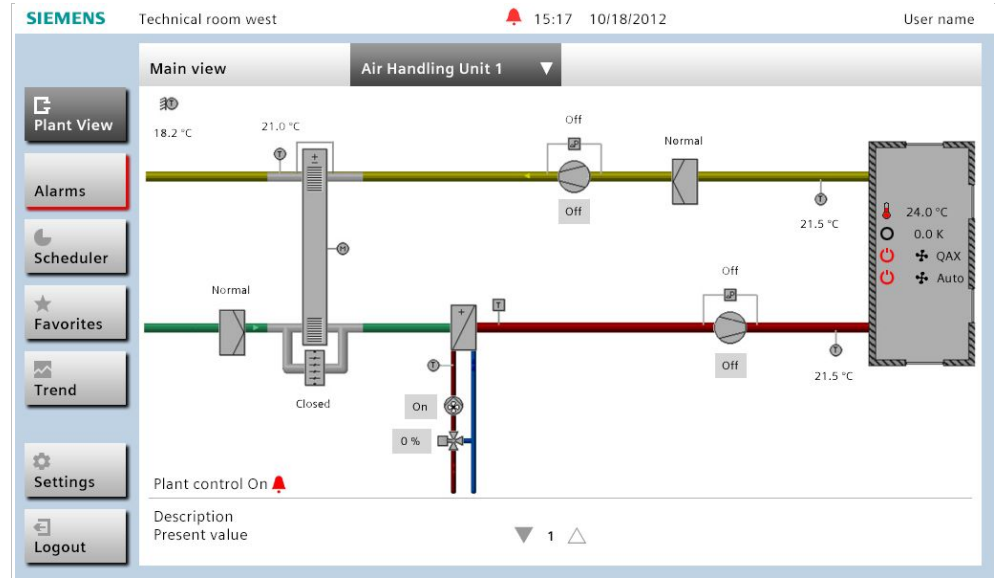 SIEMENS
Technical room west
15:17 10/18/2012
User name
Main view
Air Handling Unit 1
Plant View
Alarms
Scheduler
Favorites
Trend
Settings
Logout
T
18.2 °C
21.0 °C
T
±
Off
P
Off
Normal
T
21.5 °C
24.0 °C
0.0 K
QAX
Auto
M
Normal
Closed
+
T
T
On
0 %
Off
P
Off
T
21.5 °C
Plant control On
Description
Present value
1